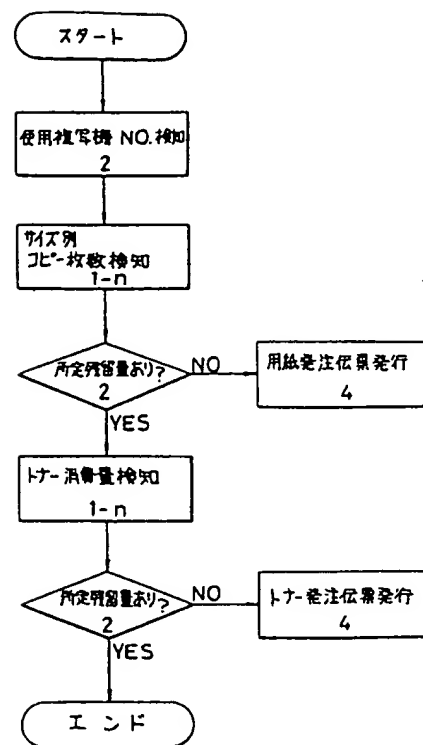 スタート
使用複写機 NO.検知
2
サイズ別
コピー枚数検知
1-n
所定残留量あり?
2
NO
用紙発注伝票発行
4
YES
トナー消費量検知
1-n
所定残留量あり?
2
NO
トナー発注伝票発行
4
YES
エンド